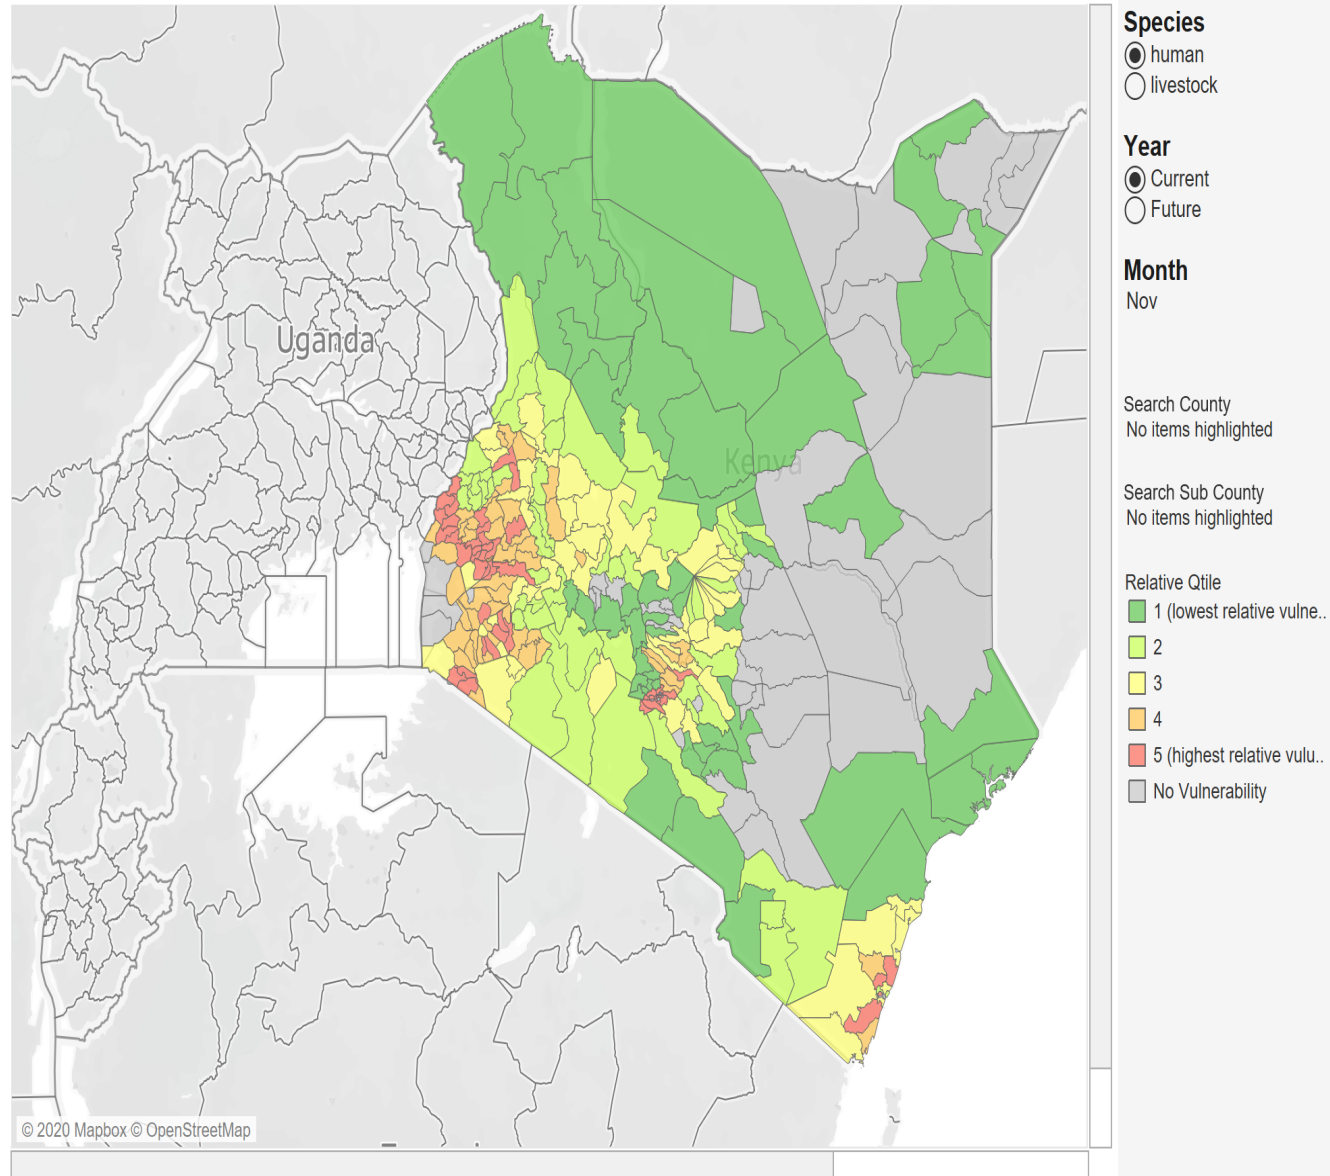 Species
human
livestock
Year
Current
Future
Month
Nov
Uganda
Search County
No items highlighted
Kenya
Search Sub County
No items highlighted
Relative Qtile
1 (lowest relative vulne..
2
3
4
5 (highest relative vulu..
No Vulnerability
© 2020 Mapbox © OpenStreetMap